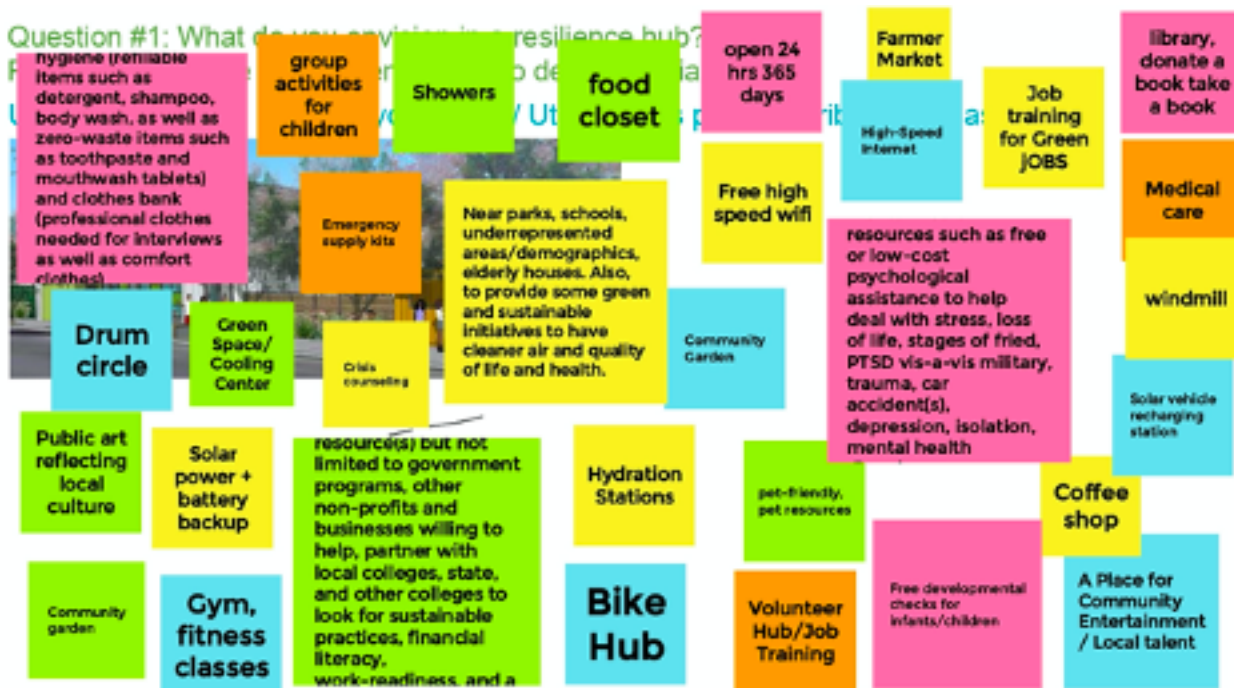 Question #1: What do you envision in a resilience hub?
hygiene (refillable
items such as
detergent, shampoo,
body wash, as well as
zero-waste items such
as toothpaste and
mouthwash tablets)
and clothes bank
(professional clothes
needed for interviews
as well as comfort
clothes)
group
activities
for
children
Showers
food
closet
open 24
hrs 365
days
Farmer
Market
High-Speed
Internet
Job
training
for Green
jOBS
library,
donate a
book take
a book
Emergency
supply kits
Near parks, schools,
underrepresented
areas/demographics,
elderly houses. Also,
to provide some green
and sustainable
initiatives to have
cleaner air and quality
of life and health.
Free high
speed wifi
resources such as free
or low-cost
psychological
assistance to help
deal with stress, loss
of life, stages of fried,
PTSD vis-a-vis military,
trauma, car
accident(s),
depression, isolation,
mental health
Medical
care
windmill
Drum
circle
Green
Space/
Cooling
Center
Crisis
counseling
Community
Garden
Solar vehicle
recharging
station
Public art
reflecting
local
culture
Solar
power +
battery
backup
resource(s) but not
limited to government
programs, other
non-profits and
businesses willing to
help, partner with
local colleges, state,
and other colleges to
look for sustainable
practices, financial
literacy,
work-readiness, and a
Hydration
Stations
pet-friendly,
pet resources
Coffee
shop
Community
garden
Gym,
fitness
classes
Bike
Hub
Volunteer
Hub/Job
Training
Free developmental
checks for
infants/children
A Place for
Community
Entertainment
/ Local talent